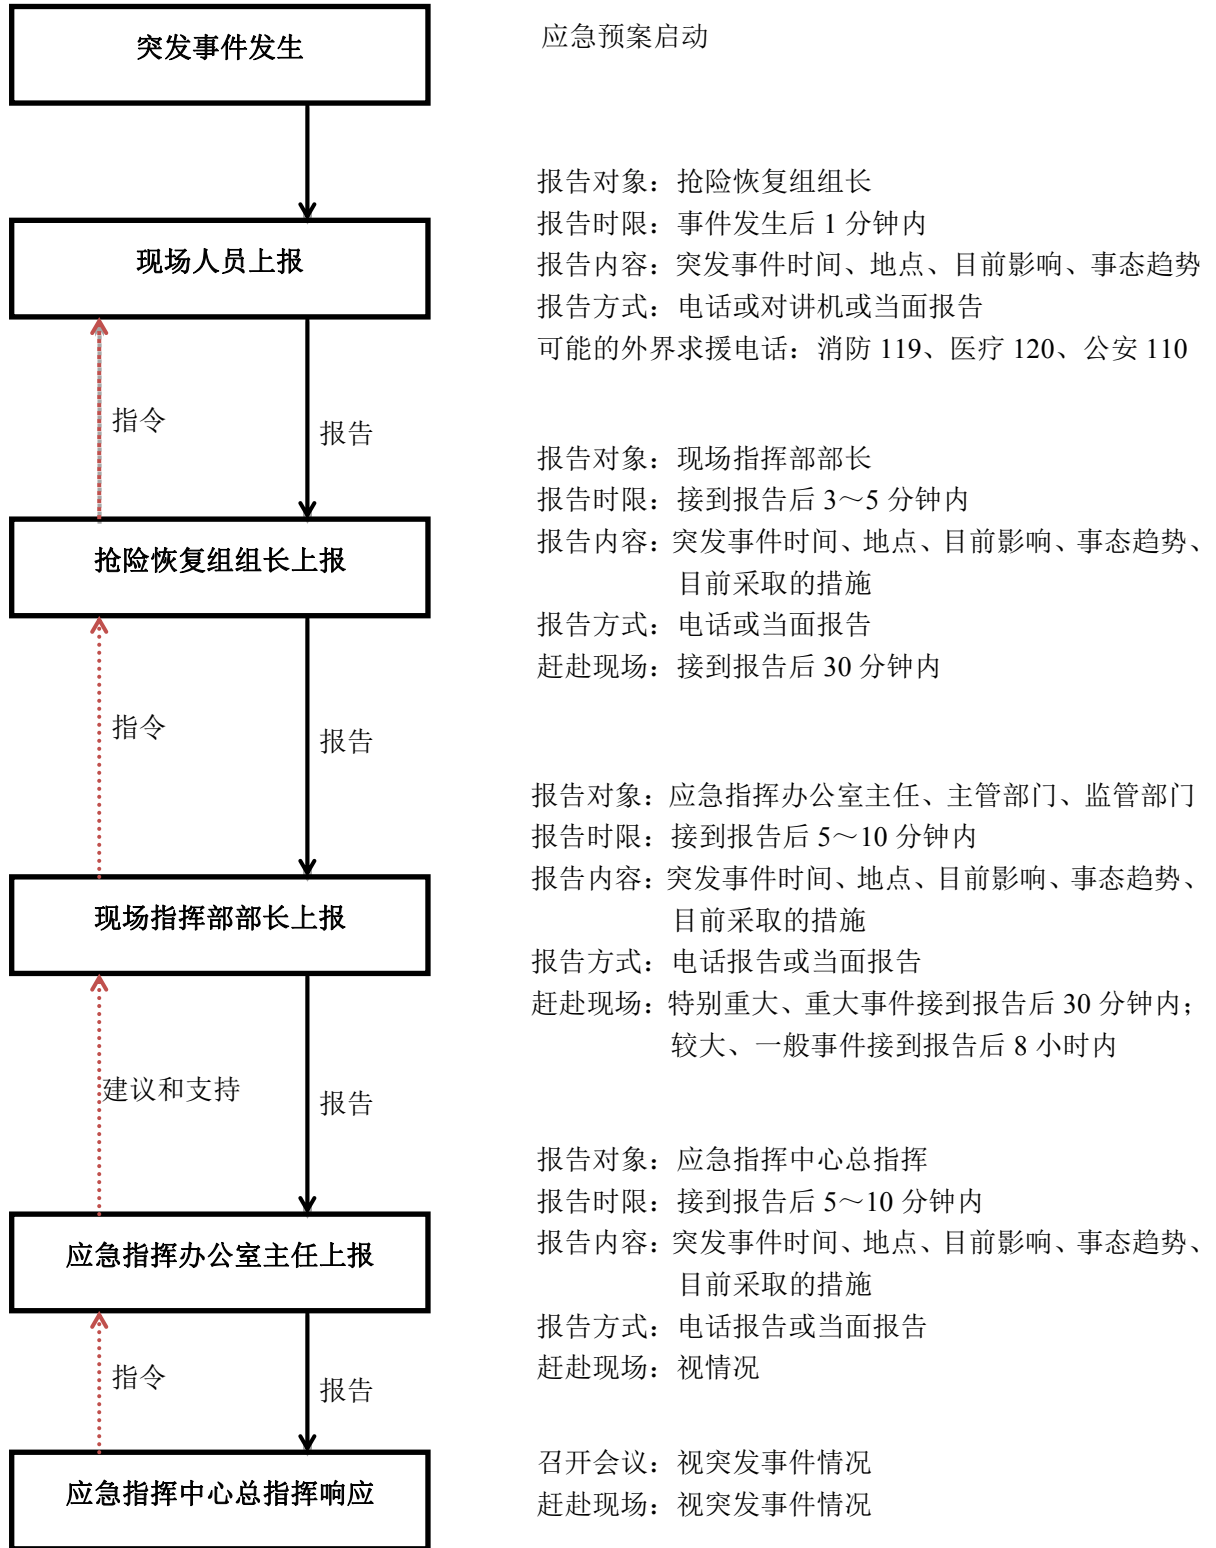 突发事件发生
应急预案启动
报告对象：抢险恢复组组长
报告时限：事件发生后 1 分钟内
现场人员上报
报告内容：突发事件时间、地点、目前影响、事态趋势
报告方式：电话或对讲机或当面报告
可能的外界求援电话：消防 119、医疗 120、公安 110
指令
报告
报告对象：现场指挥部部长
报告时限：接到报告后 3～5 分钟内
抢险恢复组组长上报
报告内容：突发事件时间、地点、目前影响、事态趋势、
目前采取的措施
报告方式：电话或当面报告
赶赴现场：接到报告后 30 分钟内
指令
报告
报告对象：应急指挥办公室主任、主管部门、监管部门
报告时限：接到报告后 5～10 分钟内
报告内容：突发事件时间、地点、目前影响、事态趋势、
现场指挥部部长上报
目前采取的措施
报告方式：电话报告或当面报告
赶赴现场：特别重大、重大事件接到报告后 30 分钟内；
较大、一般事件接到报告后 8 小时内
建议和支持
报告
报告对象：应急指挥中心总指挥
报告时限：接到报告后 5～10 分钟内
应急指挥办公室主任上报
报告内容：突发事件时间、地点、目前影响、事态趋势、
目前采取的措施
报告方式：电话报告或当面报告
赶赴现场：视情况
指令
报告
召开会议：视突发事件情况
应急指挥中心总指挥响应
赶赴现场：视突发事件情况